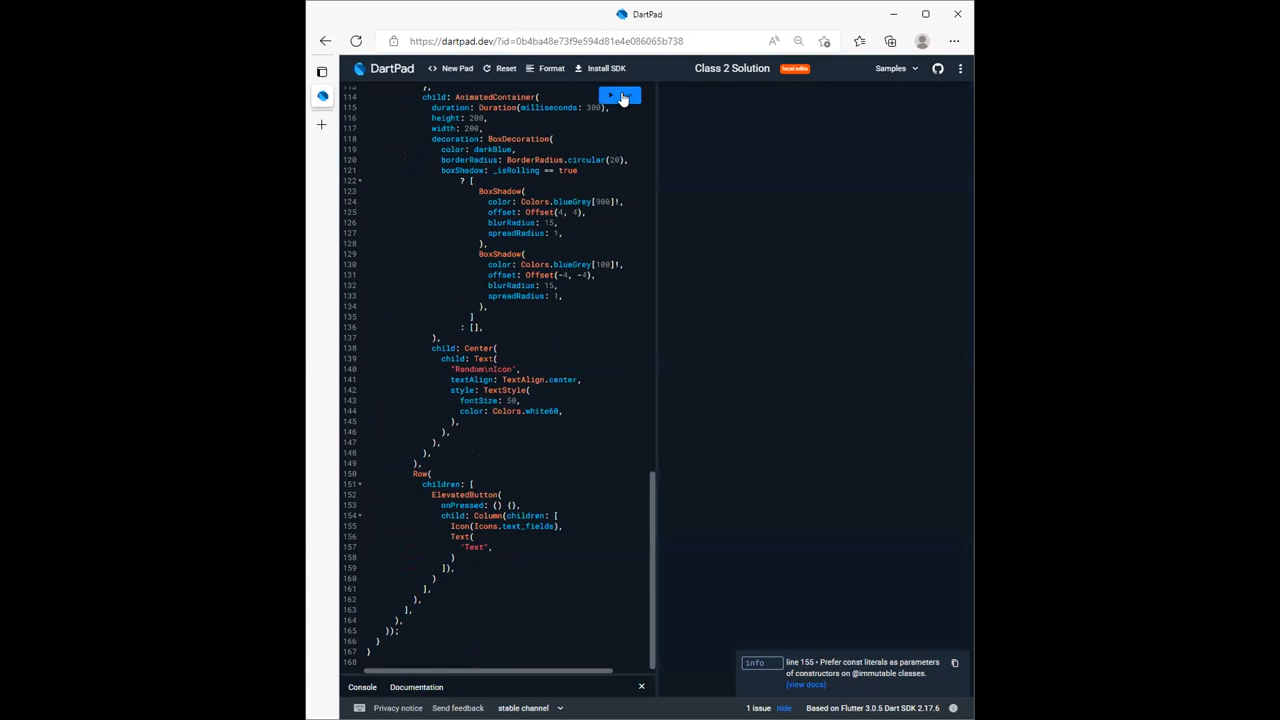 DartPad
https://dartpad.dev/?id=0b4ba48e73f9e594d81e4e086065b738
DartPad
New Pad
Reset
Format
Install SDK
Class 2 Solution
local edits
Samples
114 child: AnimatedContainer(
115 duration: Duration(milliseconds: 300),
116 height: 200,
117 width: 200,
118 decoration: BoxDecoration(
119 color: darkBlue,
120 borderRadius: BorderRadius.circular(20),
121 boxShadow: _isRolling == true
122 ? [
123 BoxShadow(
124 color: Colors.blueGrey[900]!,
125 offset: Offset(4, 4),
126 blurRadius: 15,
127 spreadRadius: 1,
128 ),
129 BoxShadow(
130 color: Colors.blueGrey[100]!,
131 offset: Offset(-4, -4),
132 blurRadius: 15,
133 spreadRadius: 1,
134 ),
135 ]
136 : [],
137 ),
138 child: Center(
139 child: Text(
140 "Random\nIcon",
141 textAlign: TextAlign.center,
142 style: TextStyle(
143 fontSize: 50,
144 color: Colors.white60,
145 ),
146 ),
147 ),
148 ),
149 ),
150 Row(
151 children: [
152 ElevatedButton(
153 onPressed: () {},
154 child: Column(children: [
155 Icon(Icons.text_fields),
156 Text(
157 "Text",
158 )
159 ]),
160 )
161 ],
162 ),
163 ],
164 ),
165 ));
166 }
167 }
168
info
line 155 • Prefer const literals as parameters
of constructors on @immutable classes.
(view docs)
Console
Documentation
Privacy notice
Send feedback
stable channel
1 issue
hide
Based on Flutter 3.0.5 Dart SDK 2.17.6